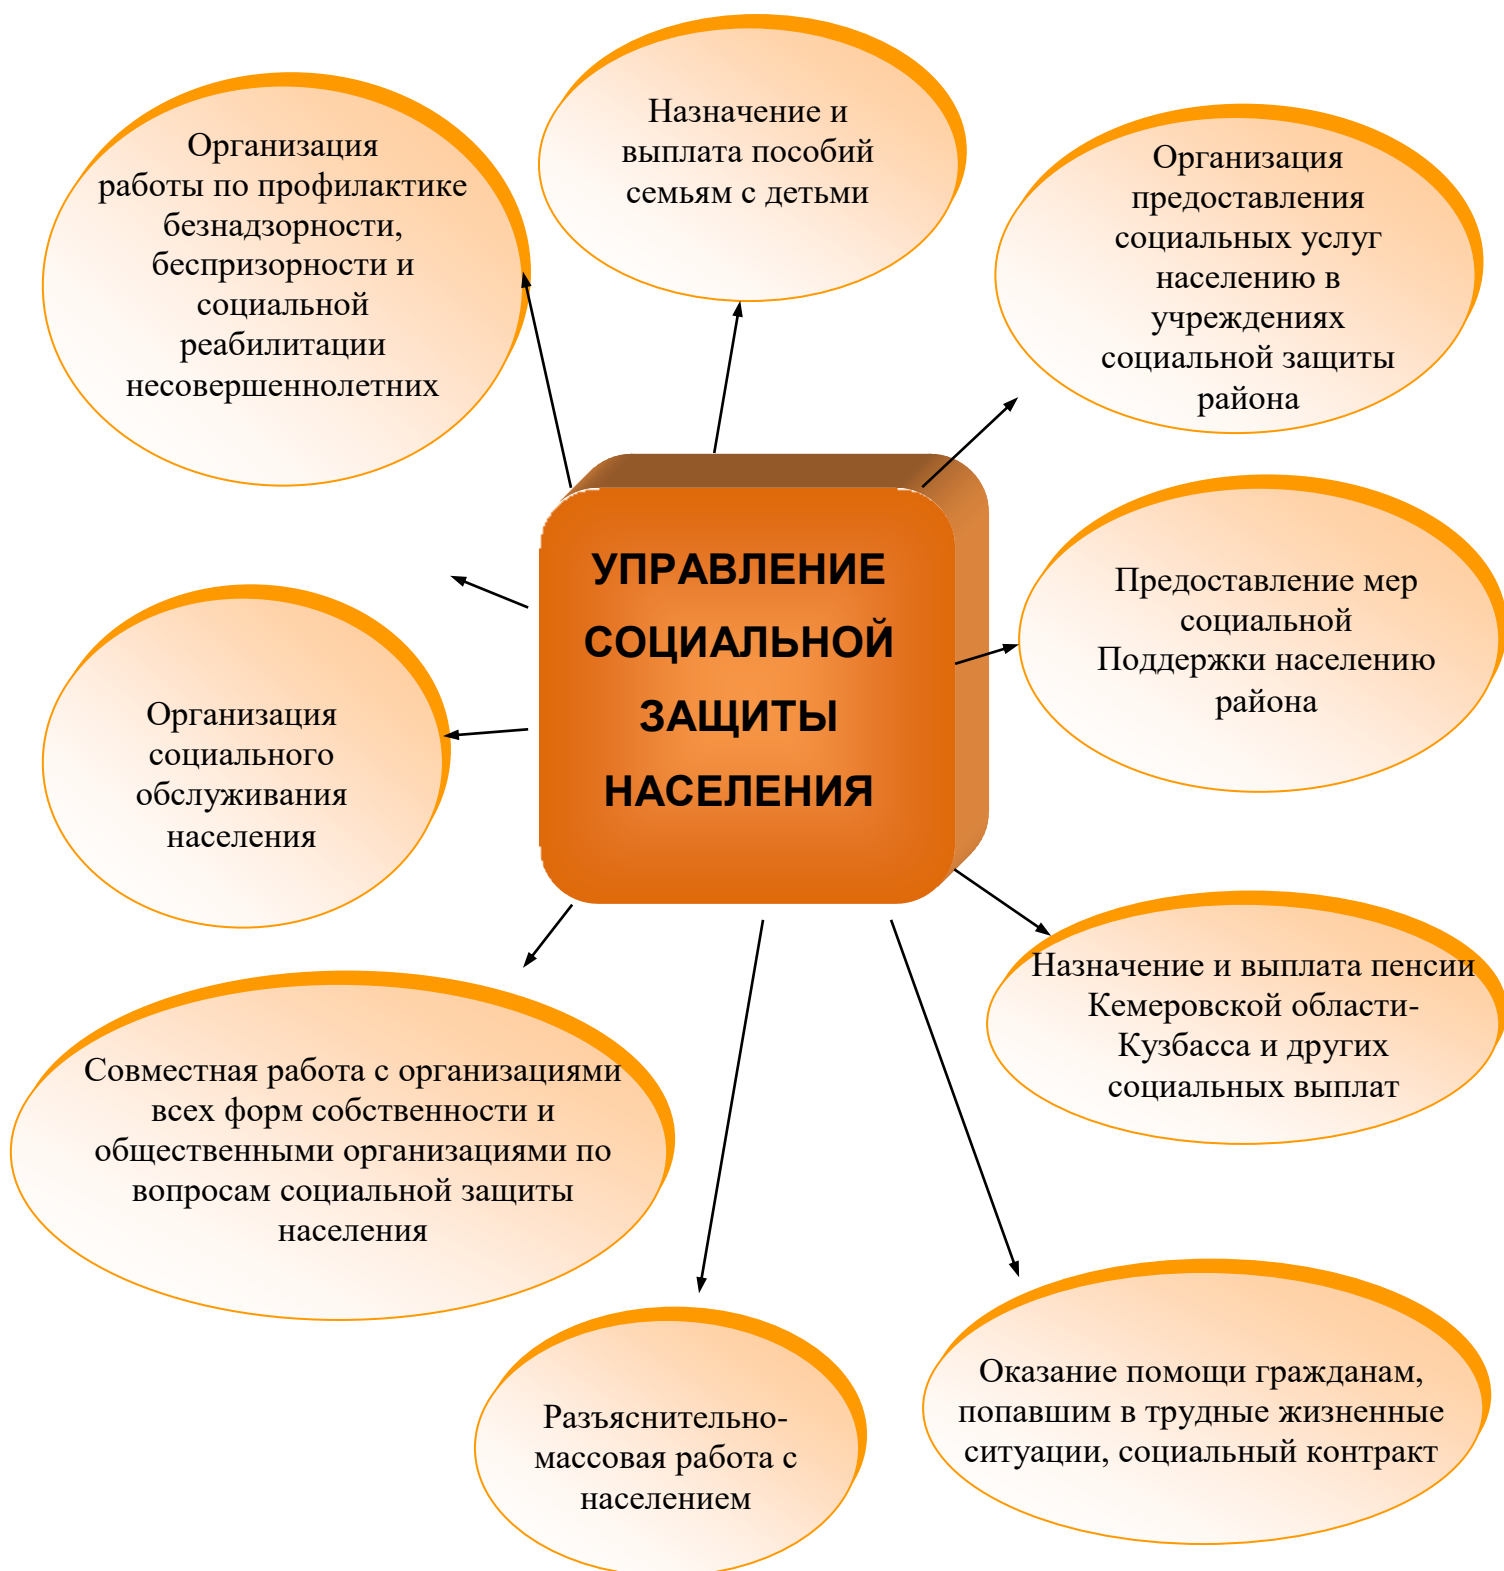 Назначение и
выплата пособий
семьям с детьми
Организация
работы по профилактике
безнадзорности,
беспризорности и
социальной
реабилитации
несовершеннолетних
Организация
предоставления
социальных услуг
населению в
учреждениях
социальной защиты
района
УПРАВЛЕНИЕ
СОЦИАЛЬНОЙ
ЗАЩИТЫ
НАСЕЛЕНИЯ
Предоставление мер
социальной
Поддержки населению
района
Организация
социального
обслуживания
населения
Назначение и выплата пенсии
Кемеровской области-
Кузбасса и других
социальных выплат
Совместная работа с организациями
всех форм собственности и
общественными организациями по
вопросам социальной защиты
населения
Оказание помощи гражданам,
попавшим в трудные жизненные
ситуации, социальный контракт
Разъяснительно-
массовая работа с
населением